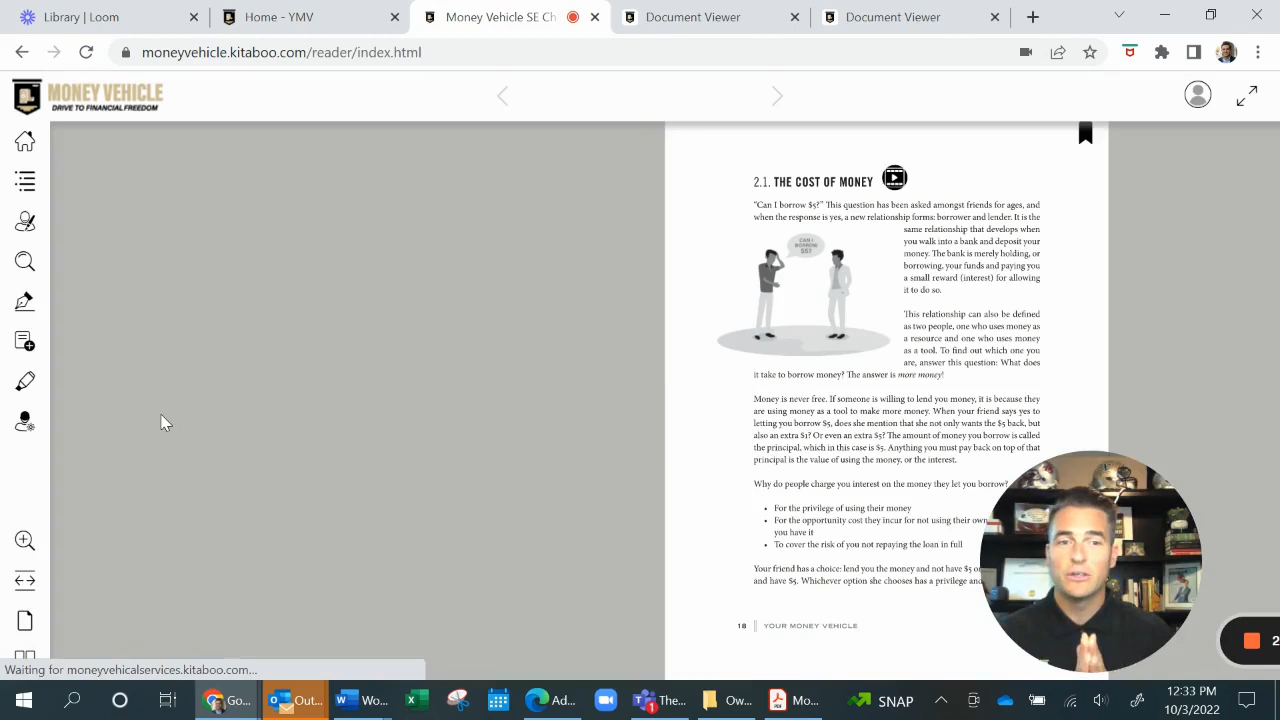 Library | Loom
Home - YMV
Money Vehicle SE Ch
Document Viewer
Document Viewer
moneyvehicle.kitaboo.com/reader/index.html
MONEY VEHICLE
DRIVE TO FINANCIAL FREEDOM
2.1. THE COST OF MONEY
“Can I borrow $5?” This question has been asked amongst friends for ages, and
when the response is yes, a new relationship forms: borrower and lender. It is the
same relationship that develops when
you walk into a bank and deposit your
money. The bank is merely holding, or
borrowing, your funds and paying you
a small reward (interest) for allowing
it to do so.
CAN I
BORROW
$5?
This relationship can also be defined
as two people, one who uses money as
a resource and one who uses money
as a tool. To find out which one you
are, answer this question: What does
it take to borrow money? The answer is more money!
Money is never free. If someone is willing to lend you money, it is because they
are using money as a tool to make more money. When your friend says yes to
letting you borrow $5, does she mention that she not only wants the $5 back, but
also an extra $1? Or even an extra $5? The amount of money you borrow is called
the principal, which in this case is $5. Anything you must pay back on top of that
principal is the value of using the money, or the interest.
Why do people charge you interest on the money they let you borrow?
• For the privilege of using their money
• For the opportunity cost they incur for not using their own
you have it
• To cover the risk of you not repaying the loan in full
Your friend has a choice: lend you the money and not have $5 or
and have $5. Whichever option she chooses has a privilege and
18 | YOUR MONEY VEHICLE
2
Waiting for moneyvehicalservices.kitaboo.com...
Go...
Out...
Wo...
Ad...
The...
1
Ow...
Mo...
SNAP
12:33 PM
10/3/2022